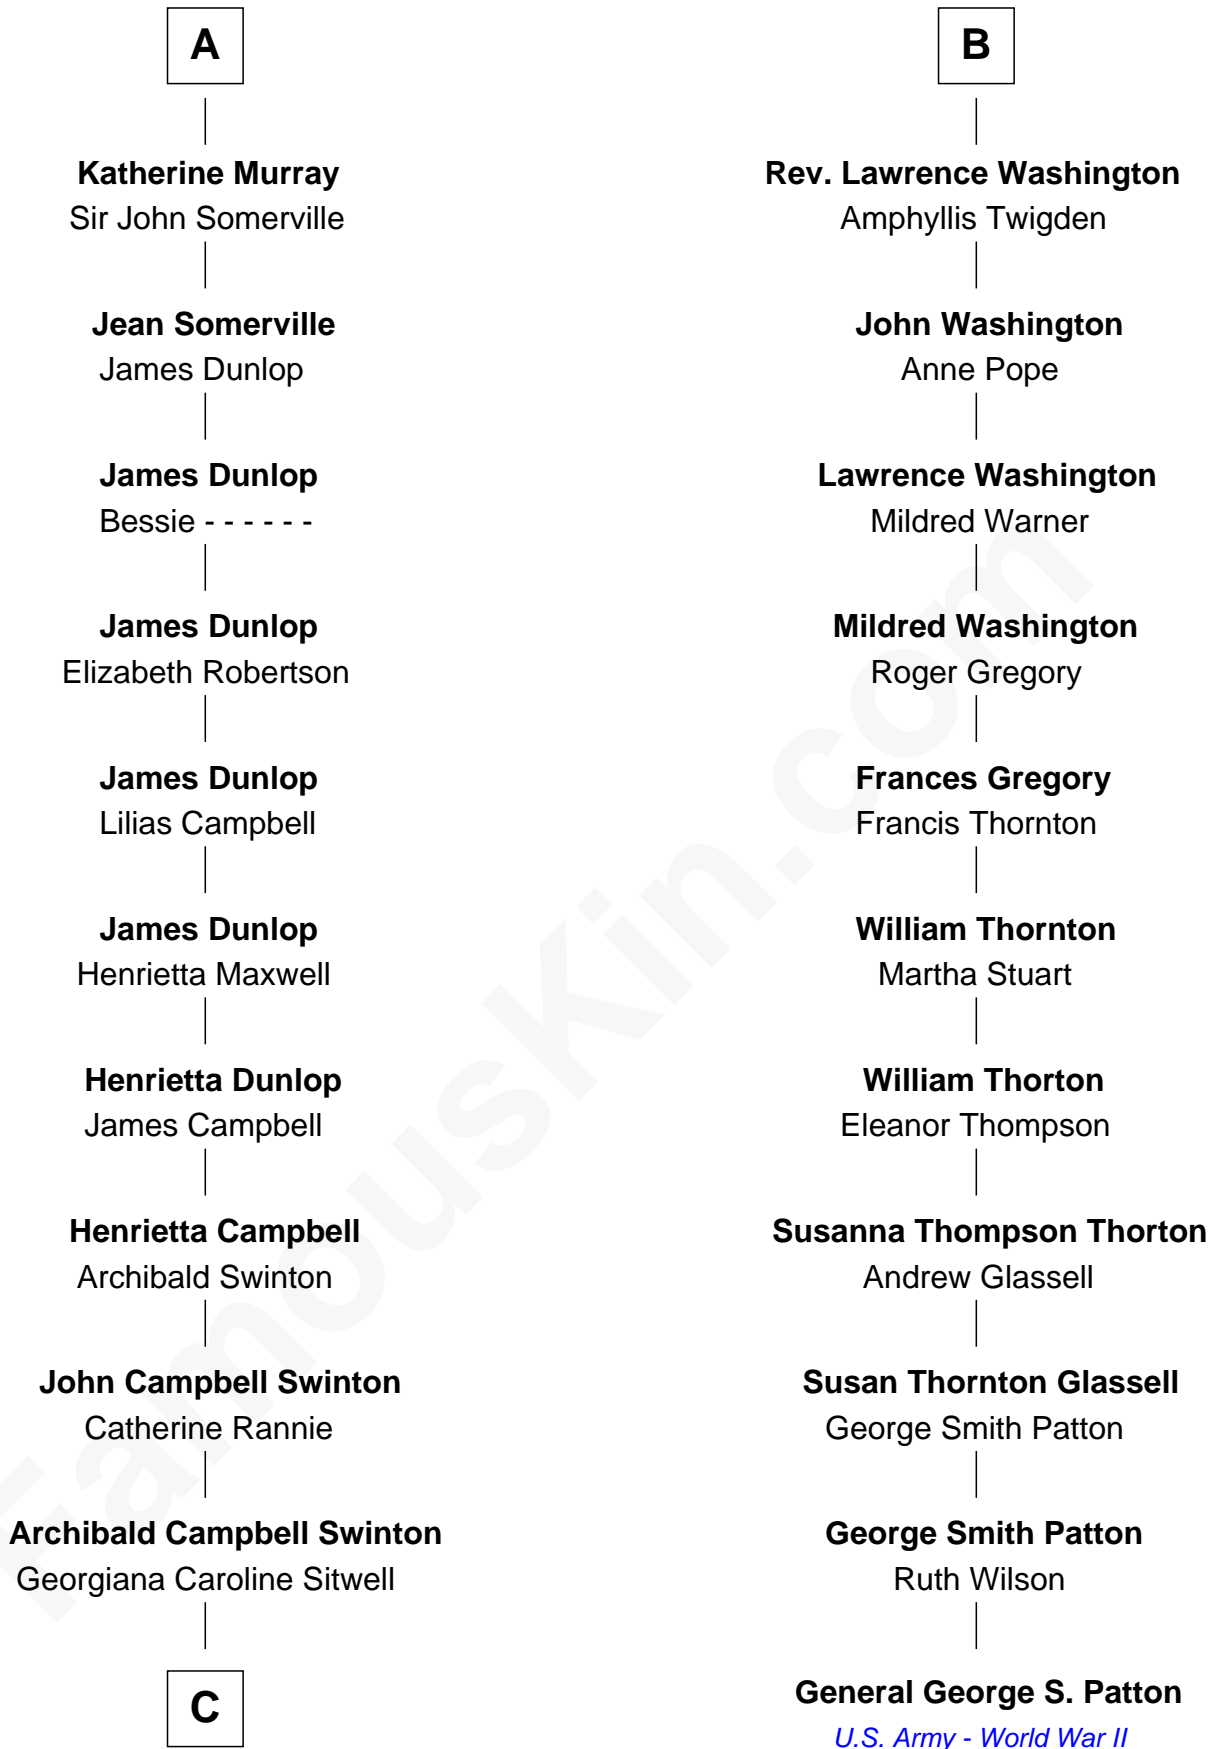 A
Katherine Murray
Sir John Somerville
Jean Somerville
James Dunlop
James Dunlop
Bessie - - - - - -
James Dunlop
Elizabeth Robertson
James Dunlop
Lilias Campbell
James Dunlop
Henrietta Maxwell
Henrietta Dunlop
James Campbell
Henrietta Campbell
Archibald Swinton
John Campbell Swinton
Catherine Rannie
Archibald Campbell Swinton
Georgiana Caroline Sitwell
C
B
Rev. Lawrence Washington
Amphyllis Twigden
John Washington
Anne Pope
Lawrence Washington
Mildred Warner
Mildred Washington
Roger Gregory
Frances Gregory
Francis Thornton
William Thornton
Martha Stuart
William Thorton
Eleanor Thompson
Susanna Thompson Thorton
Andrew Glassell
Susan Thornton Glassell
George Smith Patton
George Smith Patton
Ruth Wilson
General George S. Patton
U.S. Army - World War II
FamousKin.com